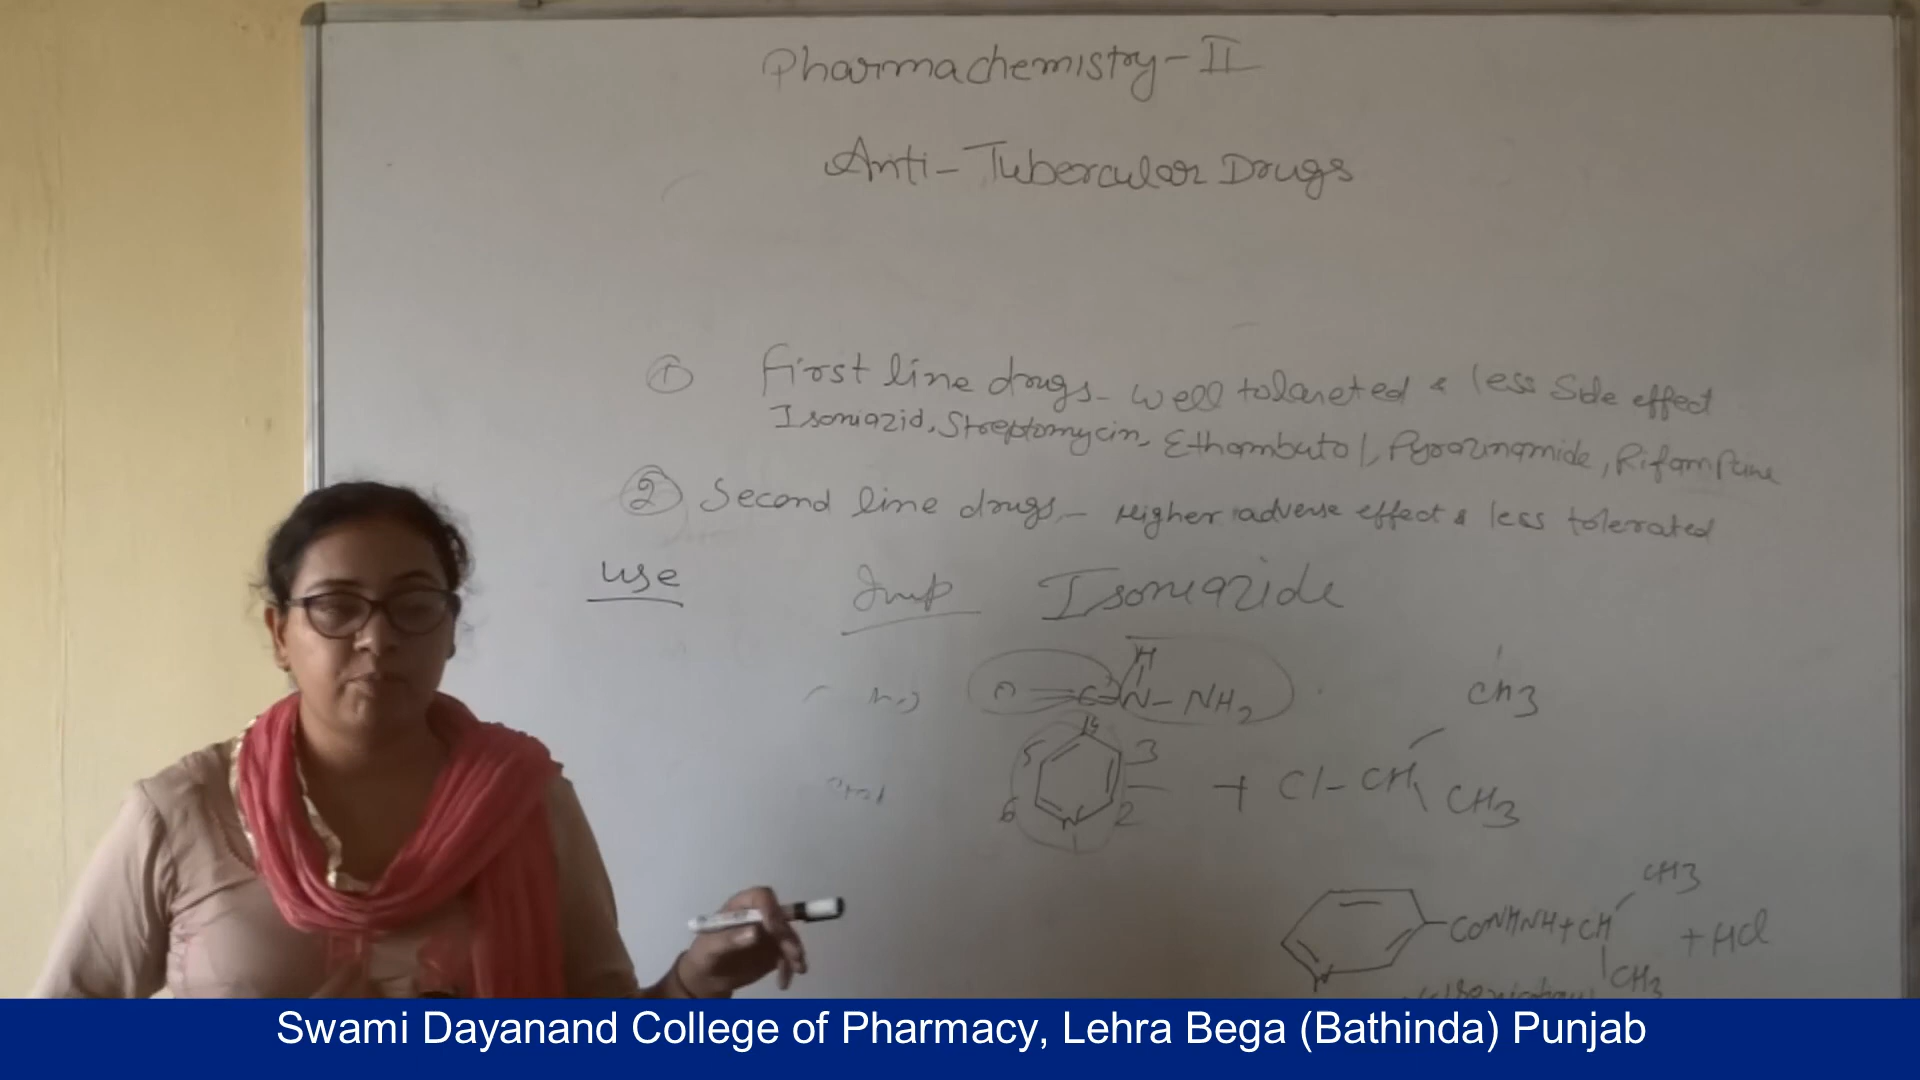 Pharmachemistry-II
Anti-Tubercular Drugs
① First line drugs - well tolareted & less Side effect
Isoniazid, Streptomycin, Ethambutol, Pyrazinamide, Rifampine
② Second line drugs - Higher adverse effect & less tolerated
Use
Imp Isoniazide
H
O=C3N-NH2
CH3
5 3
+ Cl-CH CH3
6 N 2
1
CH3
CONHNH+CH + HCl
N CH3
Swami Dayanand College of Pharmacy, Lehra Bega (Bathinda) Punjab